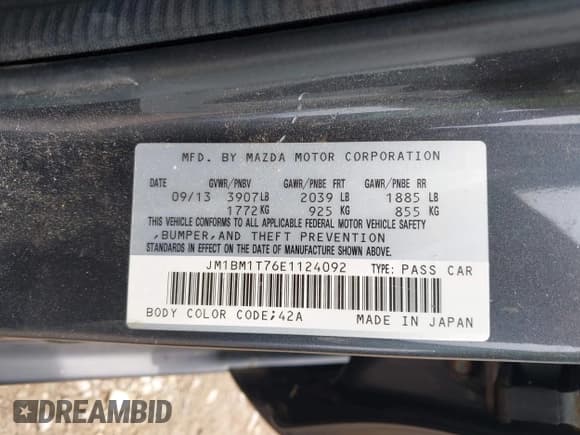 MFD. BY MAZDA MOTOR CORPORATION
DATE GVWR/PNBV GAWR/PNBE FRT GAWR/PNBE RR
09/13 3907LB 2039 LB 1885 LB
1772KG 925 KG 855 KG
THIS VEHICLE CONFORMS TO ALL APPLICABLE FEDERAL MOTOR VEHICLE SAFETY
,BUMPER,AND THEFT PREVENTION
STANDARDS IN EFFECT ON THE DATE OF MANUFACTURE SHOWN ABOVE.
JM1BM1T76E1124092 TYPE: PASS CAR
BODY COLOR CODE;42A MADE IN JAPAN
DREAMBID